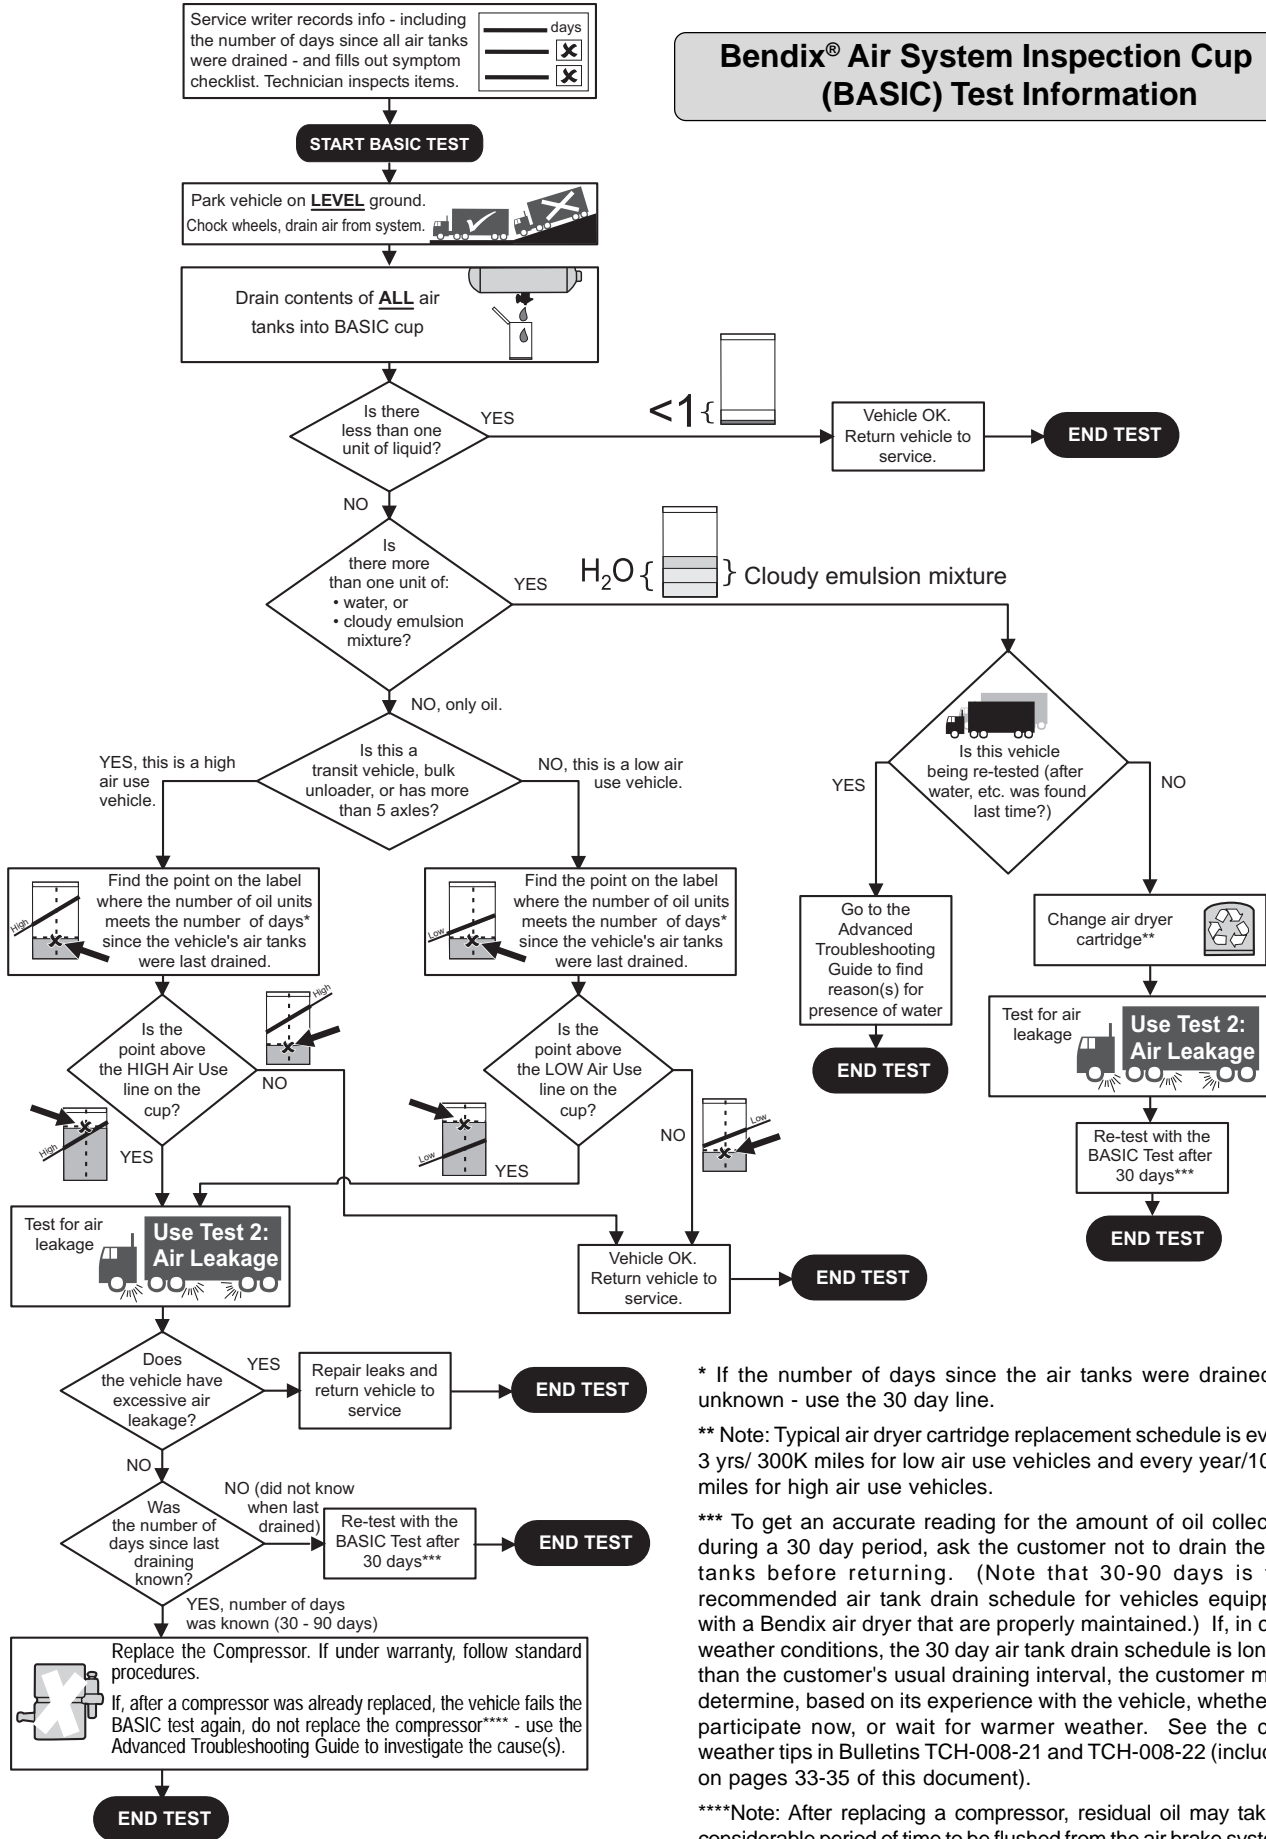 Service writer records info - including
the number of days since all air tanks
were drained - and fills out symptom
checklist. Technician inspects items.
days
Bendix® Air System Inspection Cup
(BASIC) Test Information
START BASIC TEST
Park vehicle on LEVEL ground.
Chock wheels, drain air from system.
Drain contents of ALL air
tanks into BASIC cup
Is there
less than one
unit of liquid?
YES
<1 {
Vehicle OK.
Return vehicle to
service.
END TEST
NO
Is
there more
than one unit of:
• water, or
• cloudy emulsion
mixture?
YES
H2O { } Cloudy emulsion mixture
NO, only oil.
Is this a
transit vehicle, bulk
unloader, or has more
than 5 axles?
YES, this is a high
air use
vehicle.
NO, this is a low air
use vehicle.
Is this vehicle
being re-tested (after
water, etc. was found
last time?)
YES
NO
High
Find the point on the label
where the number of oil units
meets the number of days*
since the vehicle's air tanks
were last drained.
Low
Find the point on the label
where the number of oil units
meets the number of days*
since the vehicle's air tanks
were last drained.
Go to the
Advanced
Troubleshooting
Guide to find
reason(s) for
presence of water
END TEST
Change air dryer
cartridge**
Test for air
leakage
Use Test 2:
Air Leakage
Re-test with the
BASIC Test after
30 days***
END TEST
Is the
point above
the HIGH Air Use
line on the
cup?
High
NO
High
YES
Is the
point above
the LOW Air Use
line on the
cup?
Low
YES
NO
Low
Test for air
leakage
Use Test 2:
Air Leakage
Vehicle OK.
Return vehicle to
service.
END TEST
Does
the vehicle have
excessive air
leakage?
YES
Repair leaks and
return vehicle to
service
END TEST
NO
Was
the number of
days since last
draining
known?
NO (did not know
when last
drained)
Re-test with the
BASIC Test after
30 days***
END TEST
YES, number of days
was known (30 - 90 days)
Replace the Compressor. If under warranty, follow standard
procedures.
If, after a compressor was already replaced, the vehicle fails the
BASIC test again, do not replace the compressor**** - use the
Advanced Troubleshooting Guide to investigate the cause(s).
END TEST
* If the number of days since the air tanks were drained
unknown - use the 30 day line.
** Note: Typical air dryer cartridge replacement schedule is
3 yrs/ 300K miles for low air use vehicles and every
miles for high air use vehicles.
*** To get an accurate reading for the amount of oil
during a 30 day period, ask the customer not to drain the
tanks before returning. (Note that 30-90 days is
recommended air tank drain schedule for vehicles
with a Bendix air dryer that are properly maintained.) If, in
weather conditions, the 30 day air tank drain schedule is
than the customer's usual draining interval, the customer
determine, based on its experience with the vehicle, whether
participate now, or wait for warmer weather. See the
weather tips in Bulletins TCH-008-21 and TCH-008-22
on pages 33-35 of this document).
****Note: After replacing a compressor, residual oil may
considerable period of time to be flushed from the air brake